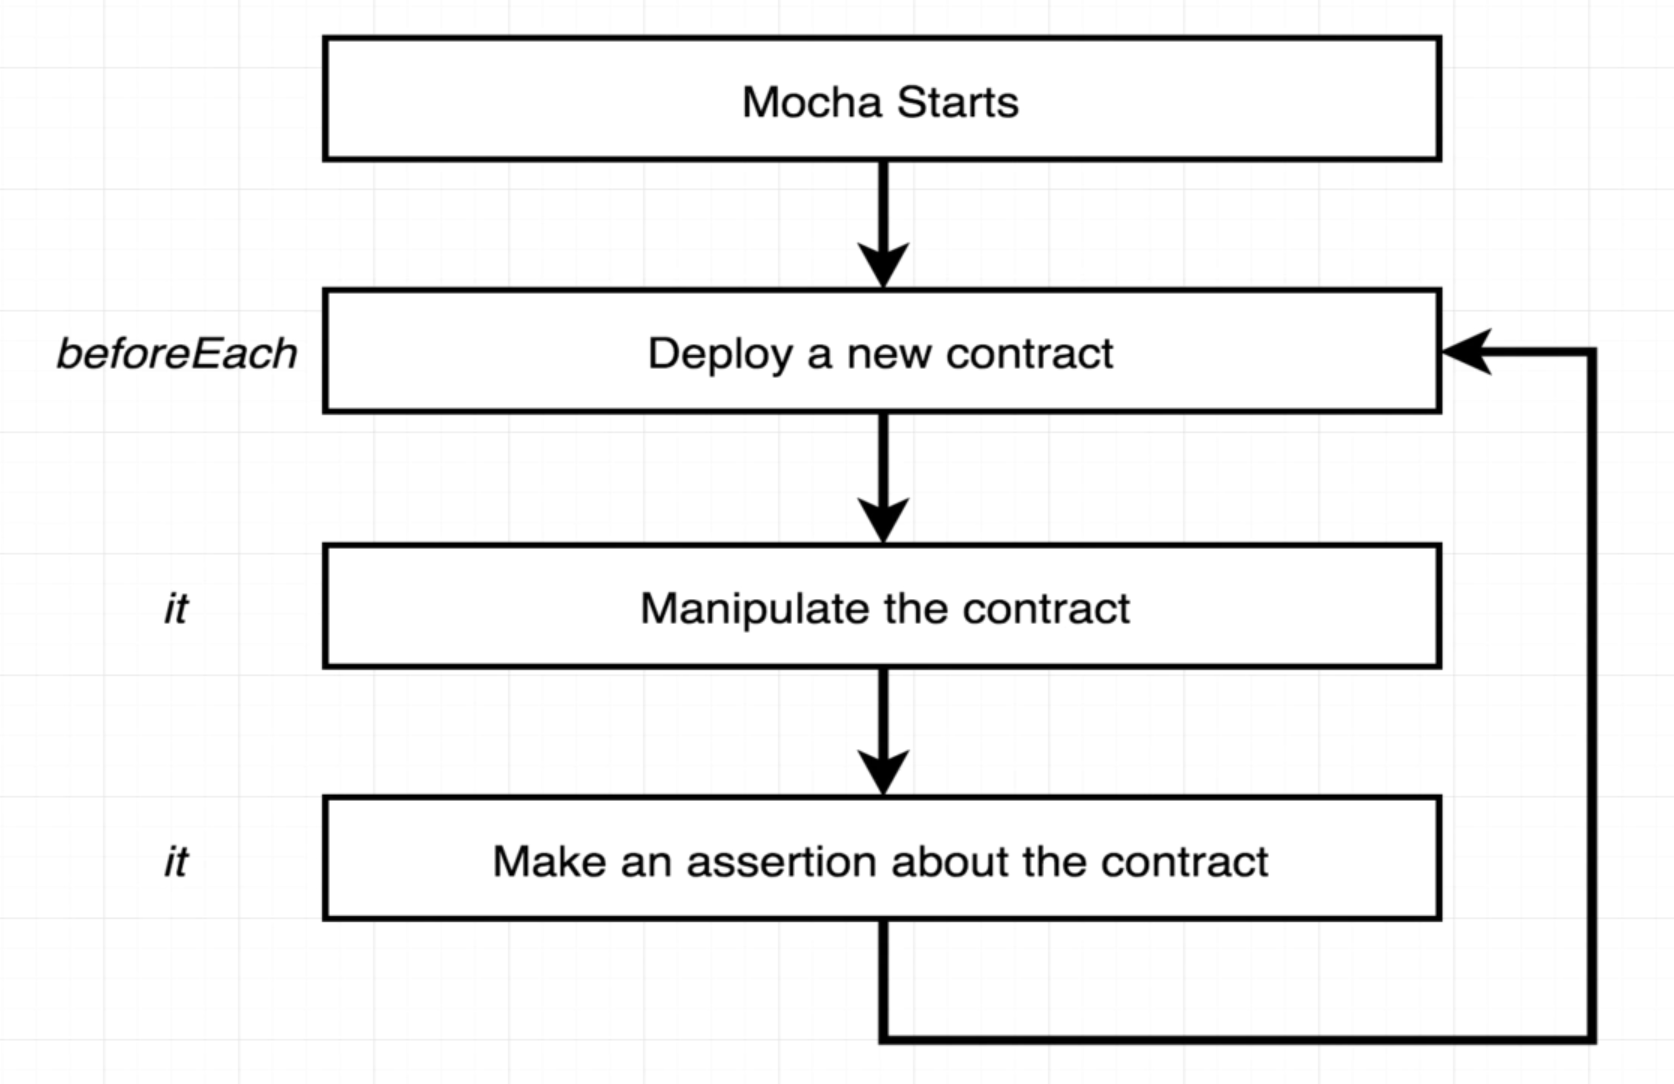 Mocha Starts
beforeEach
Deploy a new contract
it
Manipulate the contract
it
Make an assertion about the contract